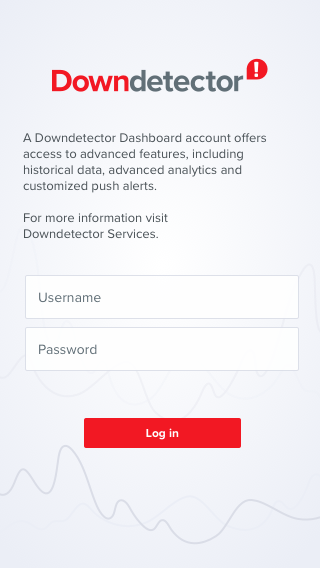 Downdetector!
A Downdetector Dashboard account offers
access to advanced features, including
historical data, advanced analytics and
customized push alerts.
For more information visit
Downdetector Services.
Username
Password
Log in